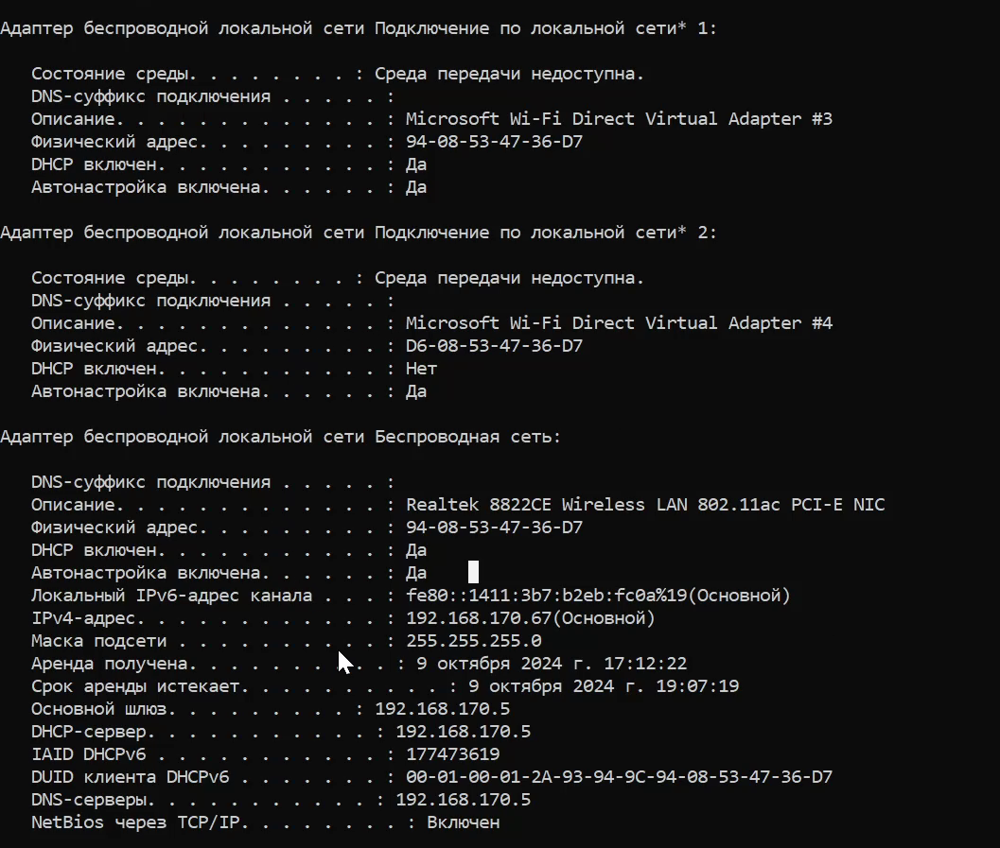 Адаптер беспроводной локальной сети Подключение по локальной сети* 1:
Состояние среды. . . . . . . . : Среда передачи недоступна.
DNS-суффикс подключения . . . . . :
Описание. . . . . . . . . . . . . : Microsoft Wi-Fi Direct Virtual Adapter #3
Физический адрес. . . . . . . . . : 94-08-53-47-36-D7
DHCP включен. . . . . . . . . . . : Да
Автонастройка включена. . . . . . : Да
Адаптер беспроводной локальной сети Подключение по локальной сети* 2:
Состояние среды. . . . . . . . : Среда передачи недоступна.
DNS-суффикс подключения . . . . . :
Описание. . . . . . . . . . . . . : Microsoft Wi-Fi Direct Virtual Adapter #4
Физический адрес. . . . . . . . . : D6-08-53-47-36-D7
DHCP включен. . . . . . . . . . . : Нет
Автонастройка включена. . . . . . : Да
Адаптер беспроводной локальной сети Беспроводная сеть:
DNS-суффикс подключения . . . . . :
Описание. . . . . . . . . . . . . : Realtek 8822CE Wireless LAN 802.11ac PCI-E NIC
Физический адрес. . . . . . . . . : 94-08-53-47-36-D7
DHCP включен. . . . . . . . . . . : Да
Автонастройка включена. . . . . . : Да
Локальный IPv6-адрес канала . . . : fe80::1411:3b7:b2eb:fc0a%19(Основной)
IPv4-адрес. . . . . . . . . . . . : 192.168.170.67(Основной)
Маска подсети . . . . . . . . . . : 255.255.255.0
Аренда получена. . . . . . . . . . : 9 октября 2024 г. 17:12:22
Срок аренды истекает. . . . . . . . . . : 9 октября 2024 г. 19:07:19
Основной шлюз. . . . . . . . . : 192.168.170.5
DHCP-сервер. . . . . . . . . . . : 192.168.170.5
IAID DHCPv6 . . . . . . . . . . . : 177473619
DUID клиента DHCPv6 . . . . . . . : 00-01-00-01-2A-93-94-9C-94-08-53-47-36-D7
DNS-серверы. . . . . . . . . . . : 192.168.170.5
NetBios через TCP/IP. . . . . . . . : Включен